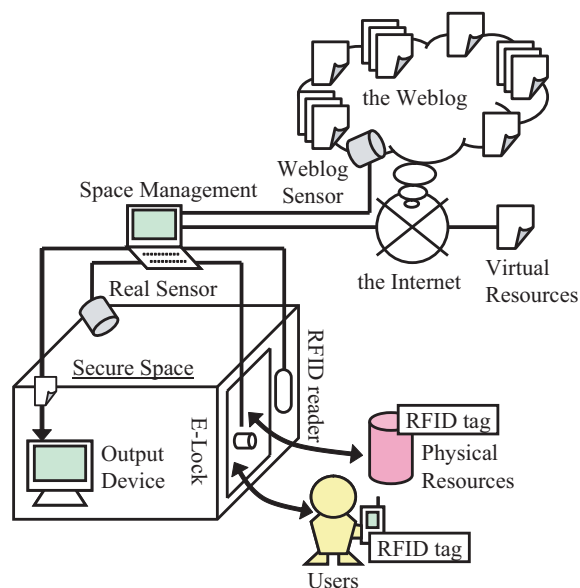 the Weblog
Weblog
Sensor
Space Management
the Internet
Virtual
Resources
Real Sensor
RFID reader
Secure Space
E-Lock
RFID tag
Output
Device
Physical
Resources
RFID tag
Users